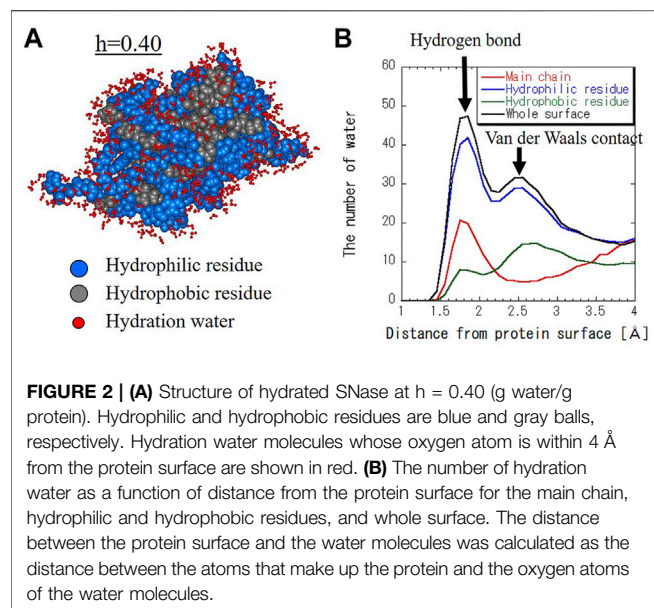 A
h=0.40
Hydrophilic residue
Hydrophobic residue
Hydration water
B
Hydrogen bond
Main chain
Hydrophilic residue
Hydrophobic residue
Whole surface
Van der Waals contact
The number of water
60
50
40
30
20
10
0
1 1.5 2 2.5 3 3.5 4
Distance from protein surface [Å]
FIGURE 2 | (A) Structure of hydrated SNase at h = 0.40 (g water/g
protein). Hydrophilic and hydrophobic residues are blue and gray balls,
respectively. Hydration water molecules whose oxygen atom is within 4 Å
from the protein surface are shown in red. (B) The number of hydration
water as a function of distance from the protein surface for the main chain,
hydrophilic and hydrophobic residues, and whole surface. The distance
between the protein surface and the water molecules was calculated as the
distance between the atoms that make up the protein and the oxygen atoms
of the water molecules.